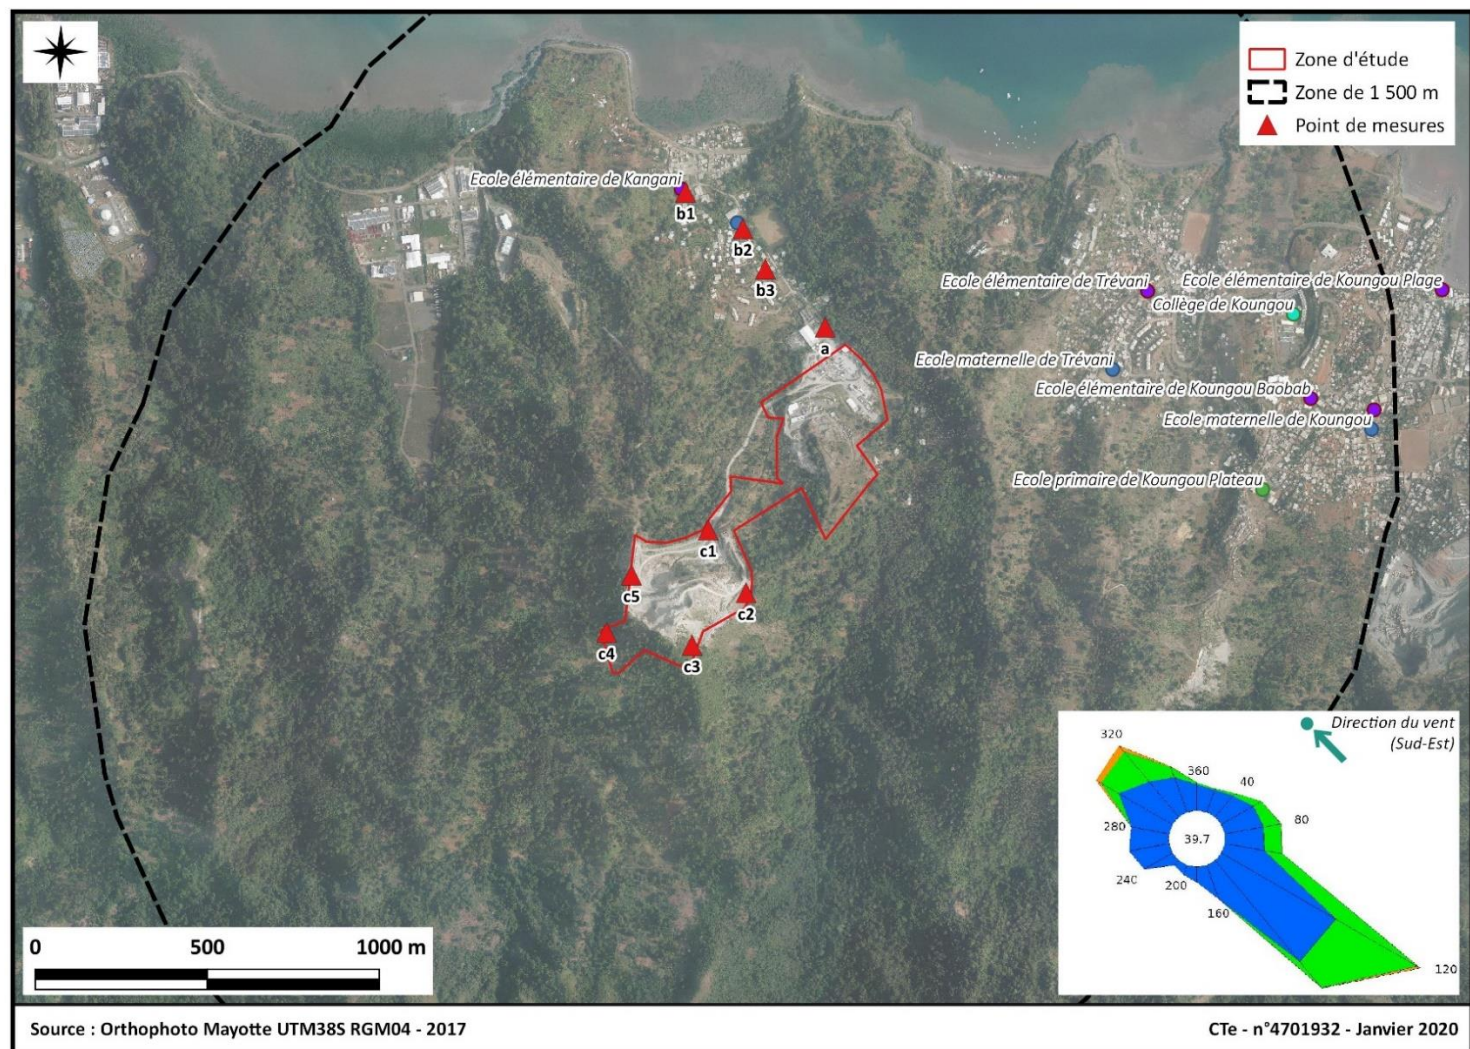 Zone d'étude
Zone de 1 500 m
Point de mesures
Ecole élémentaire de Kangani
b1
b2
b3
a
Ecole élémentaire de Trévani
Ecole élémentaire de Koungou Plage
Collège de Koungou
Ecole maternelle de Trévani
Ecole élémentaire de Koungou Baobab
Ecole maternelle de Koungou
Ecole primaire de Koungou Plateau
c1
c5
c2
c4
c3
Direction du vent
(Sud-Est)
320
360
40
80
280
39.7
240
200
160
120
0 500 1000 m
Source : Orthophoto Mayotte UTM38S RGM04 - 2017
CTe - n°4701932 - Janvier 2020